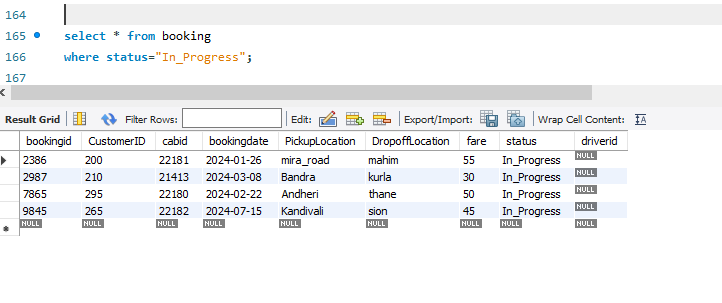 164
165 select * from booking
166 where status="In_Progress";
167
Result Grid Filter Rows: Edit: Export/Import: Wrap Cell Content: IA
bookingid CustomerID cabid bookingdate PickupLocation DropoffLocation fare status driverid
2386 200 22181 2024-01-26 mira_road mahim 55 In_Progress NULL
2987 210 21413 2024-03-08 Bandra kurla 30 In_Progress NULL
7865 295 22180 2024-02-22 Andheri thane 50 In_Progress NULL
9845 265 22182 2024-07-15 Kandivali sion 45 In_Progress NULL
NULL NULL NULL NULL NULL NULL NULL NULL NULL